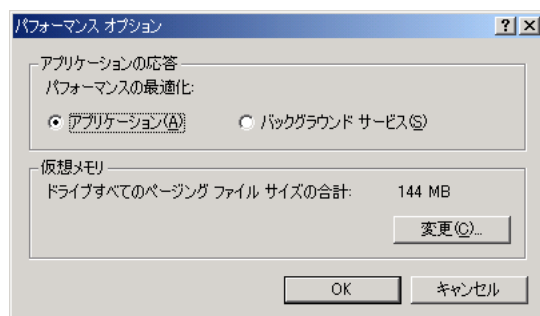 パフォーマンス オプション
アプリケーションの応答
パフォーマンスの最適化:
アプリケーション(A) バックグラウンド サービス(S)
仮想メモリ
ドライブすべてのページング ファイル サイズの合計: 144 MB
変更(C)...
OK キャンセル